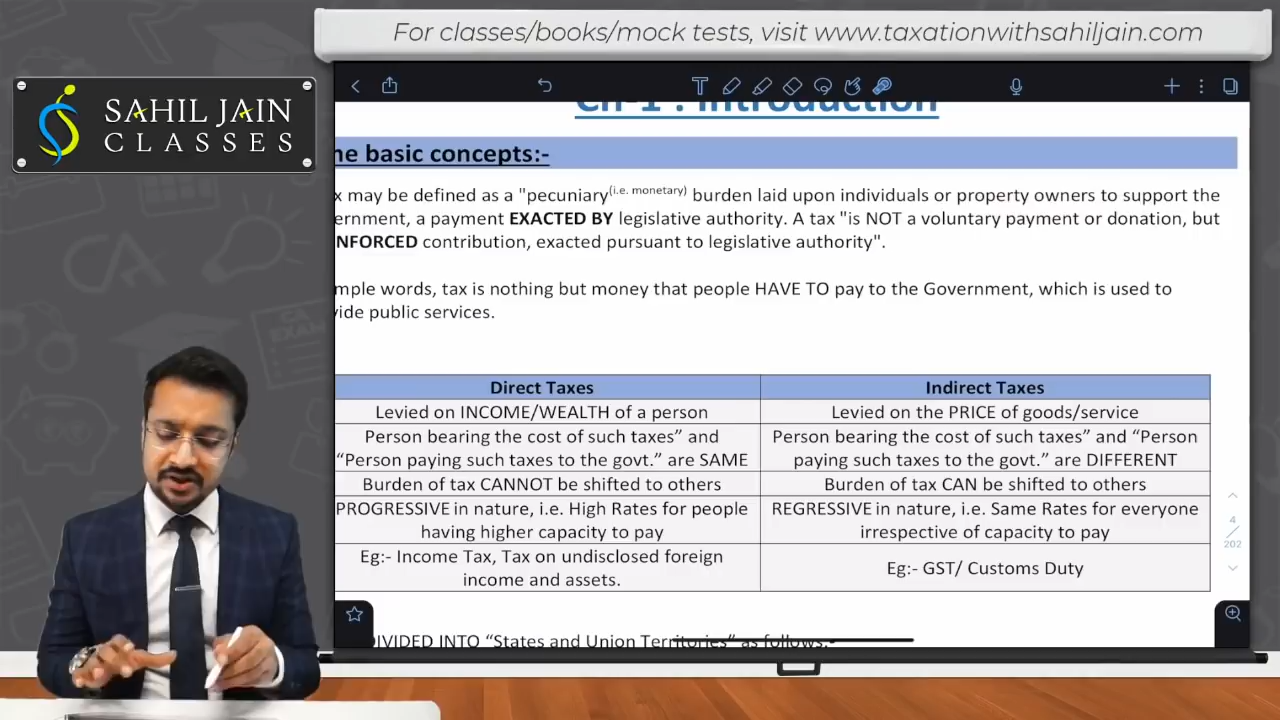 For classes/books/mock tests, visit www.taxationwithsahiljain.com
SAHIL JAIN
CLASSES
Ch-1 : Introduction
basic concepts:-
may be defined as a "pecuniary(i.e. monetary) burden laid upon individuals or property owners to support the
a payment EXACTED BY legislative authority. A tax "is NOT a voluntary payment or donation, but
contribution, exacted pursuant to legislative authority".
words, tax is nothing but money that people HAVE TO pay to the Government, which is used to
public services.
Direct Taxes
Indirect Taxes
Levied on INCOME/WEALTH of a person
Levied on the PRICE of goods/service
Person bearing the cost of such taxes” and
“Person paying such taxes to the govt.” are SAME
Person bearing the cost of such taxes” and “Person
paying such taxes to the govt.” are DIFFERENT
Burden of tax CANNOT be shifted to others
Burden of tax CAN be shifted to others
PROGRESSIVE in nature, i.e. High Rates for people
having higher capacity to pay
REGRESSIVE in nature, i.e. Same Rates for everyone
irrespective of capacity to pay
Eg:- Income Tax, Tax on undisclosed foreign
income and assets.
Eg:- GST/ Customs Duty
4
202
DIVIDED INTO “States and Union Territories” as follows:-